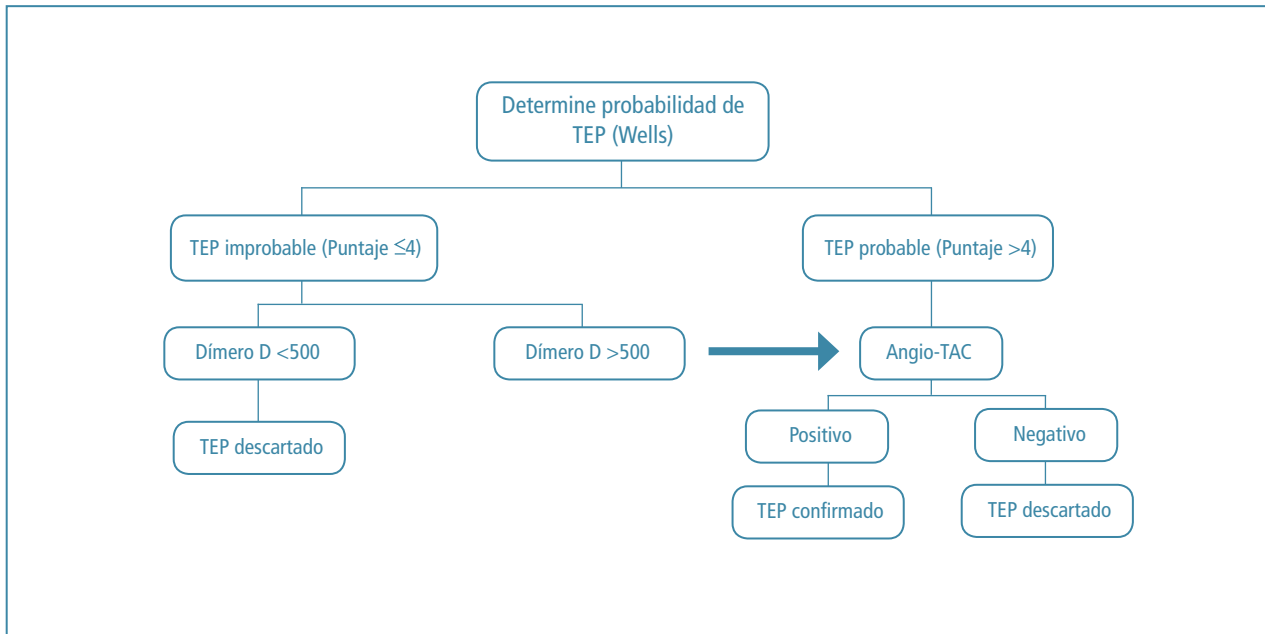 Determine probabilidad de
TEP (Wells)
TEP improbable (Puntaje ≤4)
TEP probable (Puntaje >4)
Dímero D <500
Dímero D >500
Angio-TAC
TEP descartado
Positivo
Negativo
TEP confirmado
TEP descartado